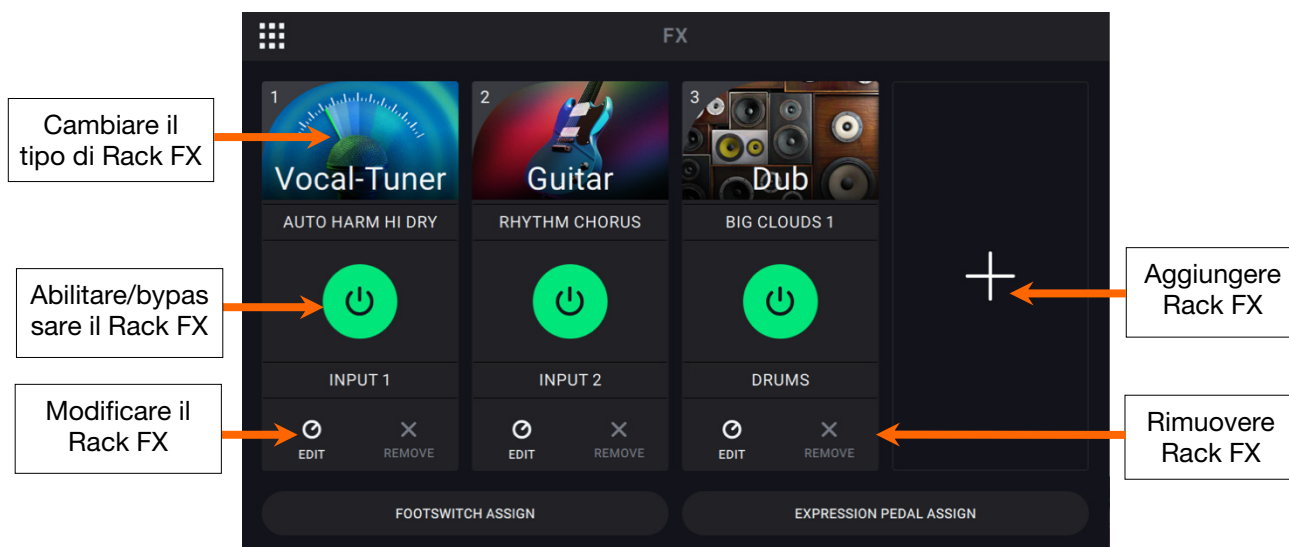 FX
Cambiare il
tipo di Rack FX
1
Vocal-Tuner
2
Guitar
3
Dub
AUTO HARM HI DRY
RHYTHM CHORUS
BIG CLOUDS 1
Abilitare/bypas
sare il Rack FX
Aggiungere
Rack FX
INPUT 1
INPUT 2
DRUMS
Modificare il
Rack FX
EDIT
REMOVE
EDIT
REMOVE
EDIT
REMOVE
Rimuovere
Rack FX
FOOTSWITCH ASSIGN
EXPRESSION PEDAL ASSIGN